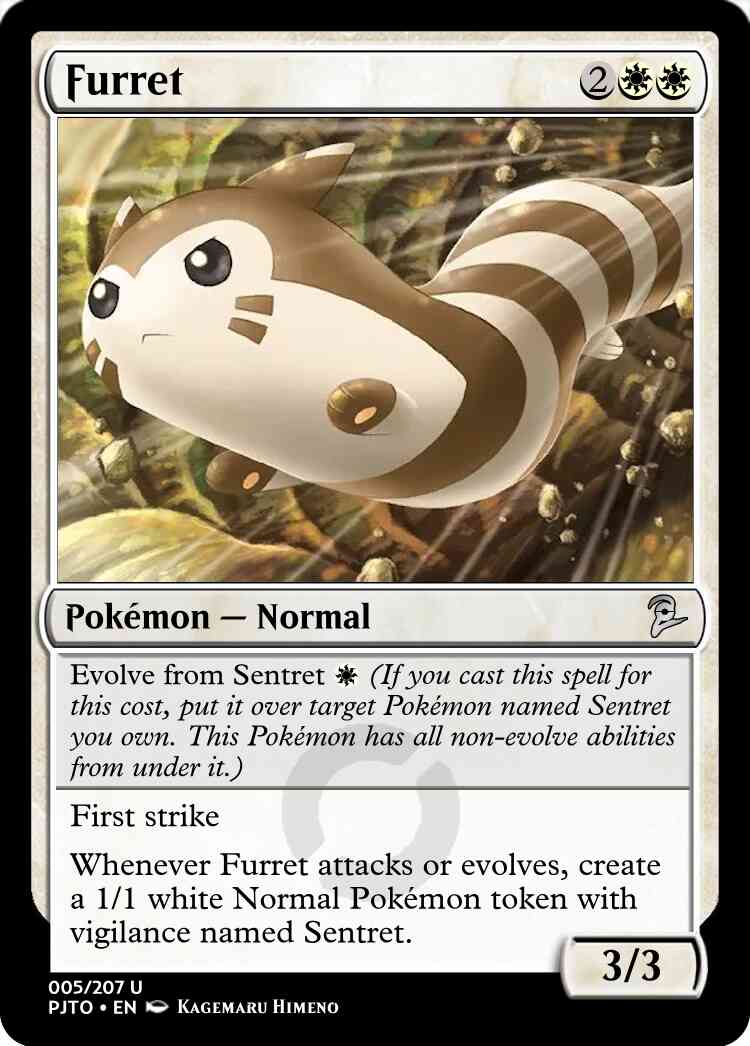 Furret 2
Pokémon — Normal
Evolve from Sentret (If you cast this spell for
this cost, put it over target Pokémon named Sentret
you own. This Pokémon has all non-evolve abilities
from under it.)
First strike
Whenever Furret attacks or evolves, create
a 1/1 white Normal Pokémon token with
vigilance named Sentret.
3/3
005/207 U
PJTO • EN Kagemaru Himeno